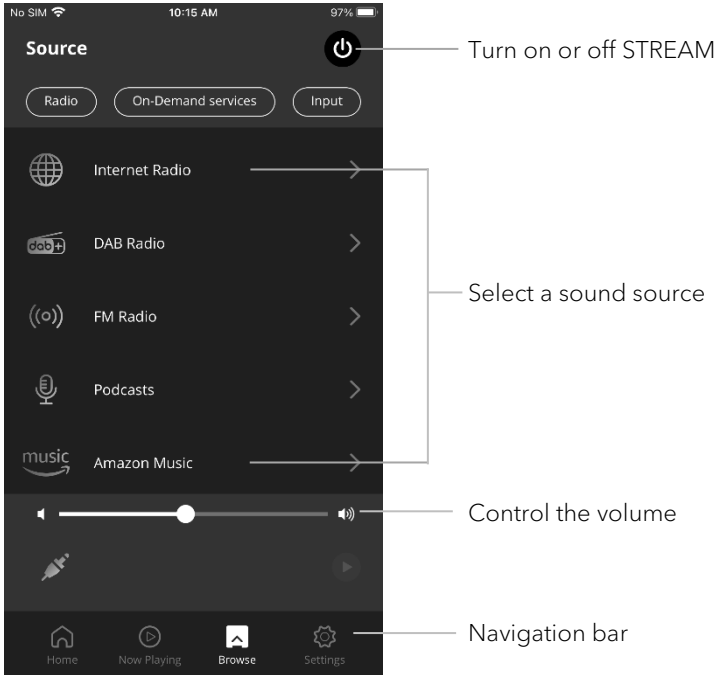 No SIM 10:15 AM 97%
Source
Turn on or off STREAM
Radio On-Demand services Input
Internet Radio
dab+ DAB Radio
Select a sound source
FM Radio
Podcasts
music Amazon Music
Control the volume
Navigation bar
Home Now Playing Browse Settings